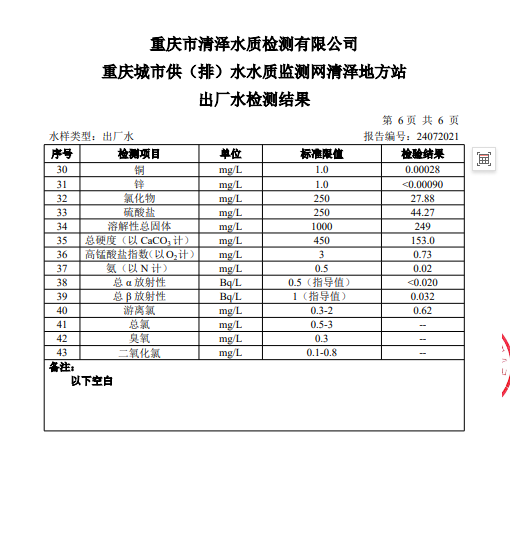 重庆市清泽水质检测有限公司
重庆城市供（排）水水质监测网清泽地方站
出厂水检测结果
第 6 页 共 6 页
水样类型：出厂水 报告编号：24072021
序号 检测项目 单位 标准限值 检验结果
30 铜 mg/L 1.0 0.00028
31 锌 mg/L 1.0 <0.00090
32 氯化物 mg/L 250 27.88
33 硫酸盐 mg/L 250 44.27
34 溶解性总固体 mg/L 1000 249
35 总硬度（以 CaCO₃ 计） mg/L 450 153.0
36 高锰酸盐指数（以 O₂ 计） mg/L 3 0.73
37 氨（以 N 计） mg/L 0.5 0.02
38 总 α 放射性 Bq/L 0.5（指导值） <0.020
39 总 β 放射性 Bq/L 1（指导值） 0.032
40 游离氯 mg/L 0.3-2 0.62
41 总氯 mg/L 0.5-3 --
42 臭氧 mg/L 0.3 --
43 二氧化氯 mg/L 0.1-0.8 --
备注：
以下空白